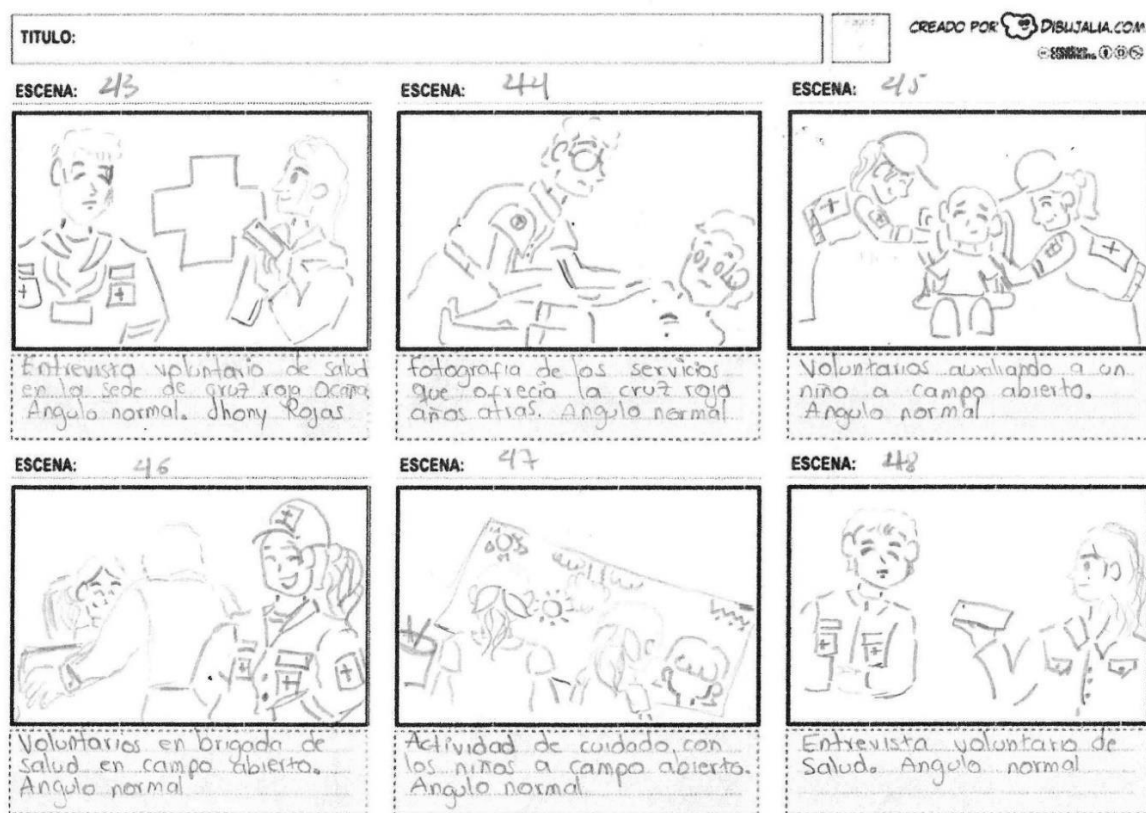 TITULO:
CREADO POR DIBUJALIA.COM
creative commons
ESCENA: 43
ESCENA: 44
ESCENA: 45
Entrevista voluntario de salud
en la sede de cruz roja Ocaña
Angulo normal. Jhony Rojas
Fotografia de los servicios
que ofrecia la cruz roja
años atras. Angulo normal
Voluntarios auxiliando a un
niño a campo abierto.
Angulo normal
ESCENA: 46
ESCENA: 47
ESCENA: 48
Voluntarios en brigada de
salud en campo abierto.
Angulo normal
Actividad de cuidado, con
los niños a campo abierto.
Angulo normal
Entrevista voluntario de
Salud. Angulo normal